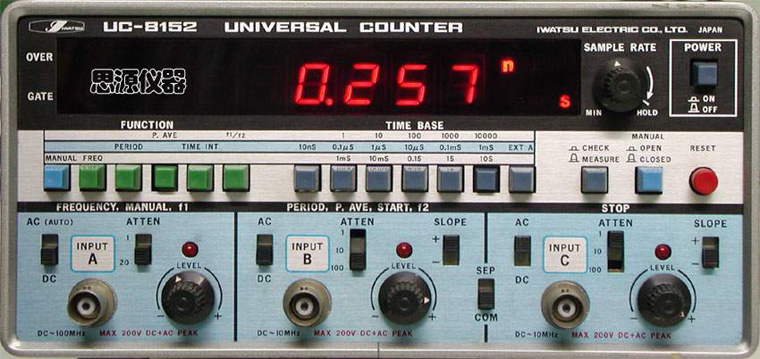 IWATSU UC-8152 UNIVERSAL COUNTER IWATSU ELECTRIC CO., LTD. JAPAN
OVER
GATE
思源仪器
0.257 n
s
SAMPLE RATE
MIN HOLD
POWER
ON
OFF
FUNCTION TIME BASE
P. AVE f1/f2 1 10 100 1000 10000
PERIOD TIME INT 10nS 0.1μS 1μS 10μS 0.1mS 1mS EXT A
MANUAL FREQ 1mS 10mS 0.1S 1S 10S
CHECK
MEASURE
MANUAL
OPEN
CLOSED
RESET
FREQUENCY, MANUAL, f1
AC (AUTO)
DC
INPUT
A
ATTEN
1
20
LEVEL
- +
DC~100MHz MAX 200V DC+AC PEAK
PERIOD, P. AVE, START, f2
AC
DC
INPUT
B
ATTEN
1
10
100
LEVEL
- +
SLOPE
+
-
DC~10MHz MAX 200V DC+AC PEAK
SEP
COM
STOP
AC
DC
INPUT
C
ATTEN
1
10
100
LEVEL
- +
SLOPE
+
-
DC~10MHz MAX 200V DC+AC PEAK